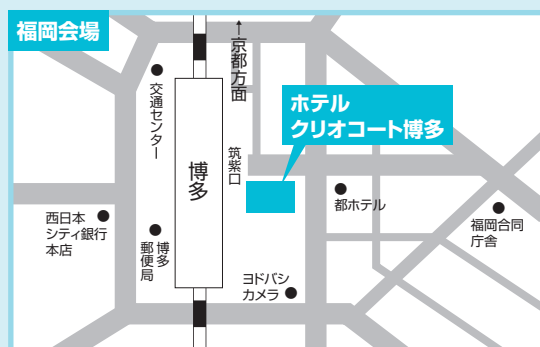 福岡会場
↑京都方面
交通センター
ホテル
クリオコート博多
筑紫口
博多
都ホテル
西日本
シティ銀行
本店
博多
郵便局
福岡合同
庁舎
ヨドバシ
カメラ